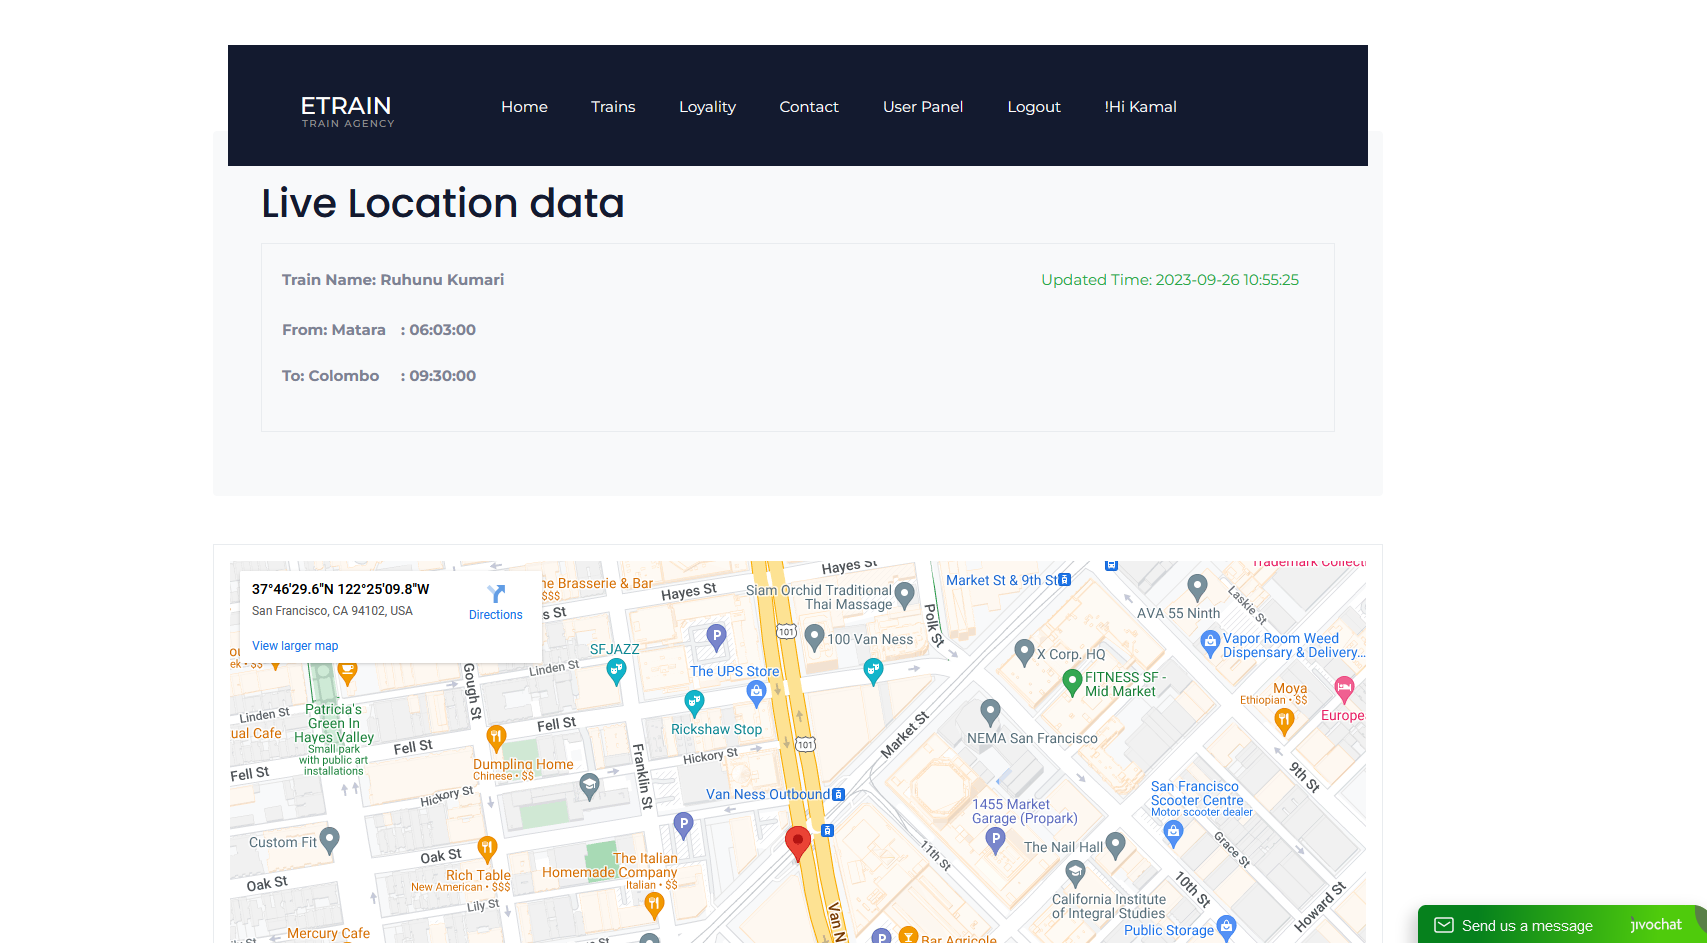 ETRAIN
TRAIN AGENCY
Home Trains Loyality Contact User Panel Logout !Hi Kamal
Live Location data
Train Name: Ruhunu Kumari
Updated Time: 2023-09-26 10:55:25
From: Matara : 06:03:00
To: Colombo : 09:30:00
37°46'29.6"N 122°25'09.8"W
San Francisco, CA 94102, USA
Directions
View larger map
Brasserie & Bar
$$$
Hayes St
Hayes St
Siam Orchid Traditional
Thai Massage
Market St & 9th St
Polk St
AVA 55 Ninth
Laskie St
101
100 Van Ness
SFJAZZ
The UPS Store
X Corp. HQ
Vapor Room Weed
Dispensary & Delivery...
FITNESS SF -
Mid Market
Linden St
Gough St
Moya
Ethiopian • $$
Linden St
Patricia's
Green In
Hayes Valley
Small park
with public art
installations
Fell St
Rickshaw Stop
NEMA San Francisco
Market St
101
Fell St
Fell St
Hickory St
Franklin St
Dumpling Home
Chinese • $$
9th St
Hickory St
Van Ness Outbound
San Francisco
Scooter Centre
Motor scooter dealer
1455 Market
Garage (Propark)
Custom Fit
Oak St
The Italian
Homemade Company
Italian • $$
11th St
The Nail Hall
Grace St
Rich Table
New American • $$$
Oak St
10th St
Lily St
California Institute
of Integral Studies
Howard St
Public Storage
Mercury Cafe
Van N
Bar Agricole
Send us a message
jivochat